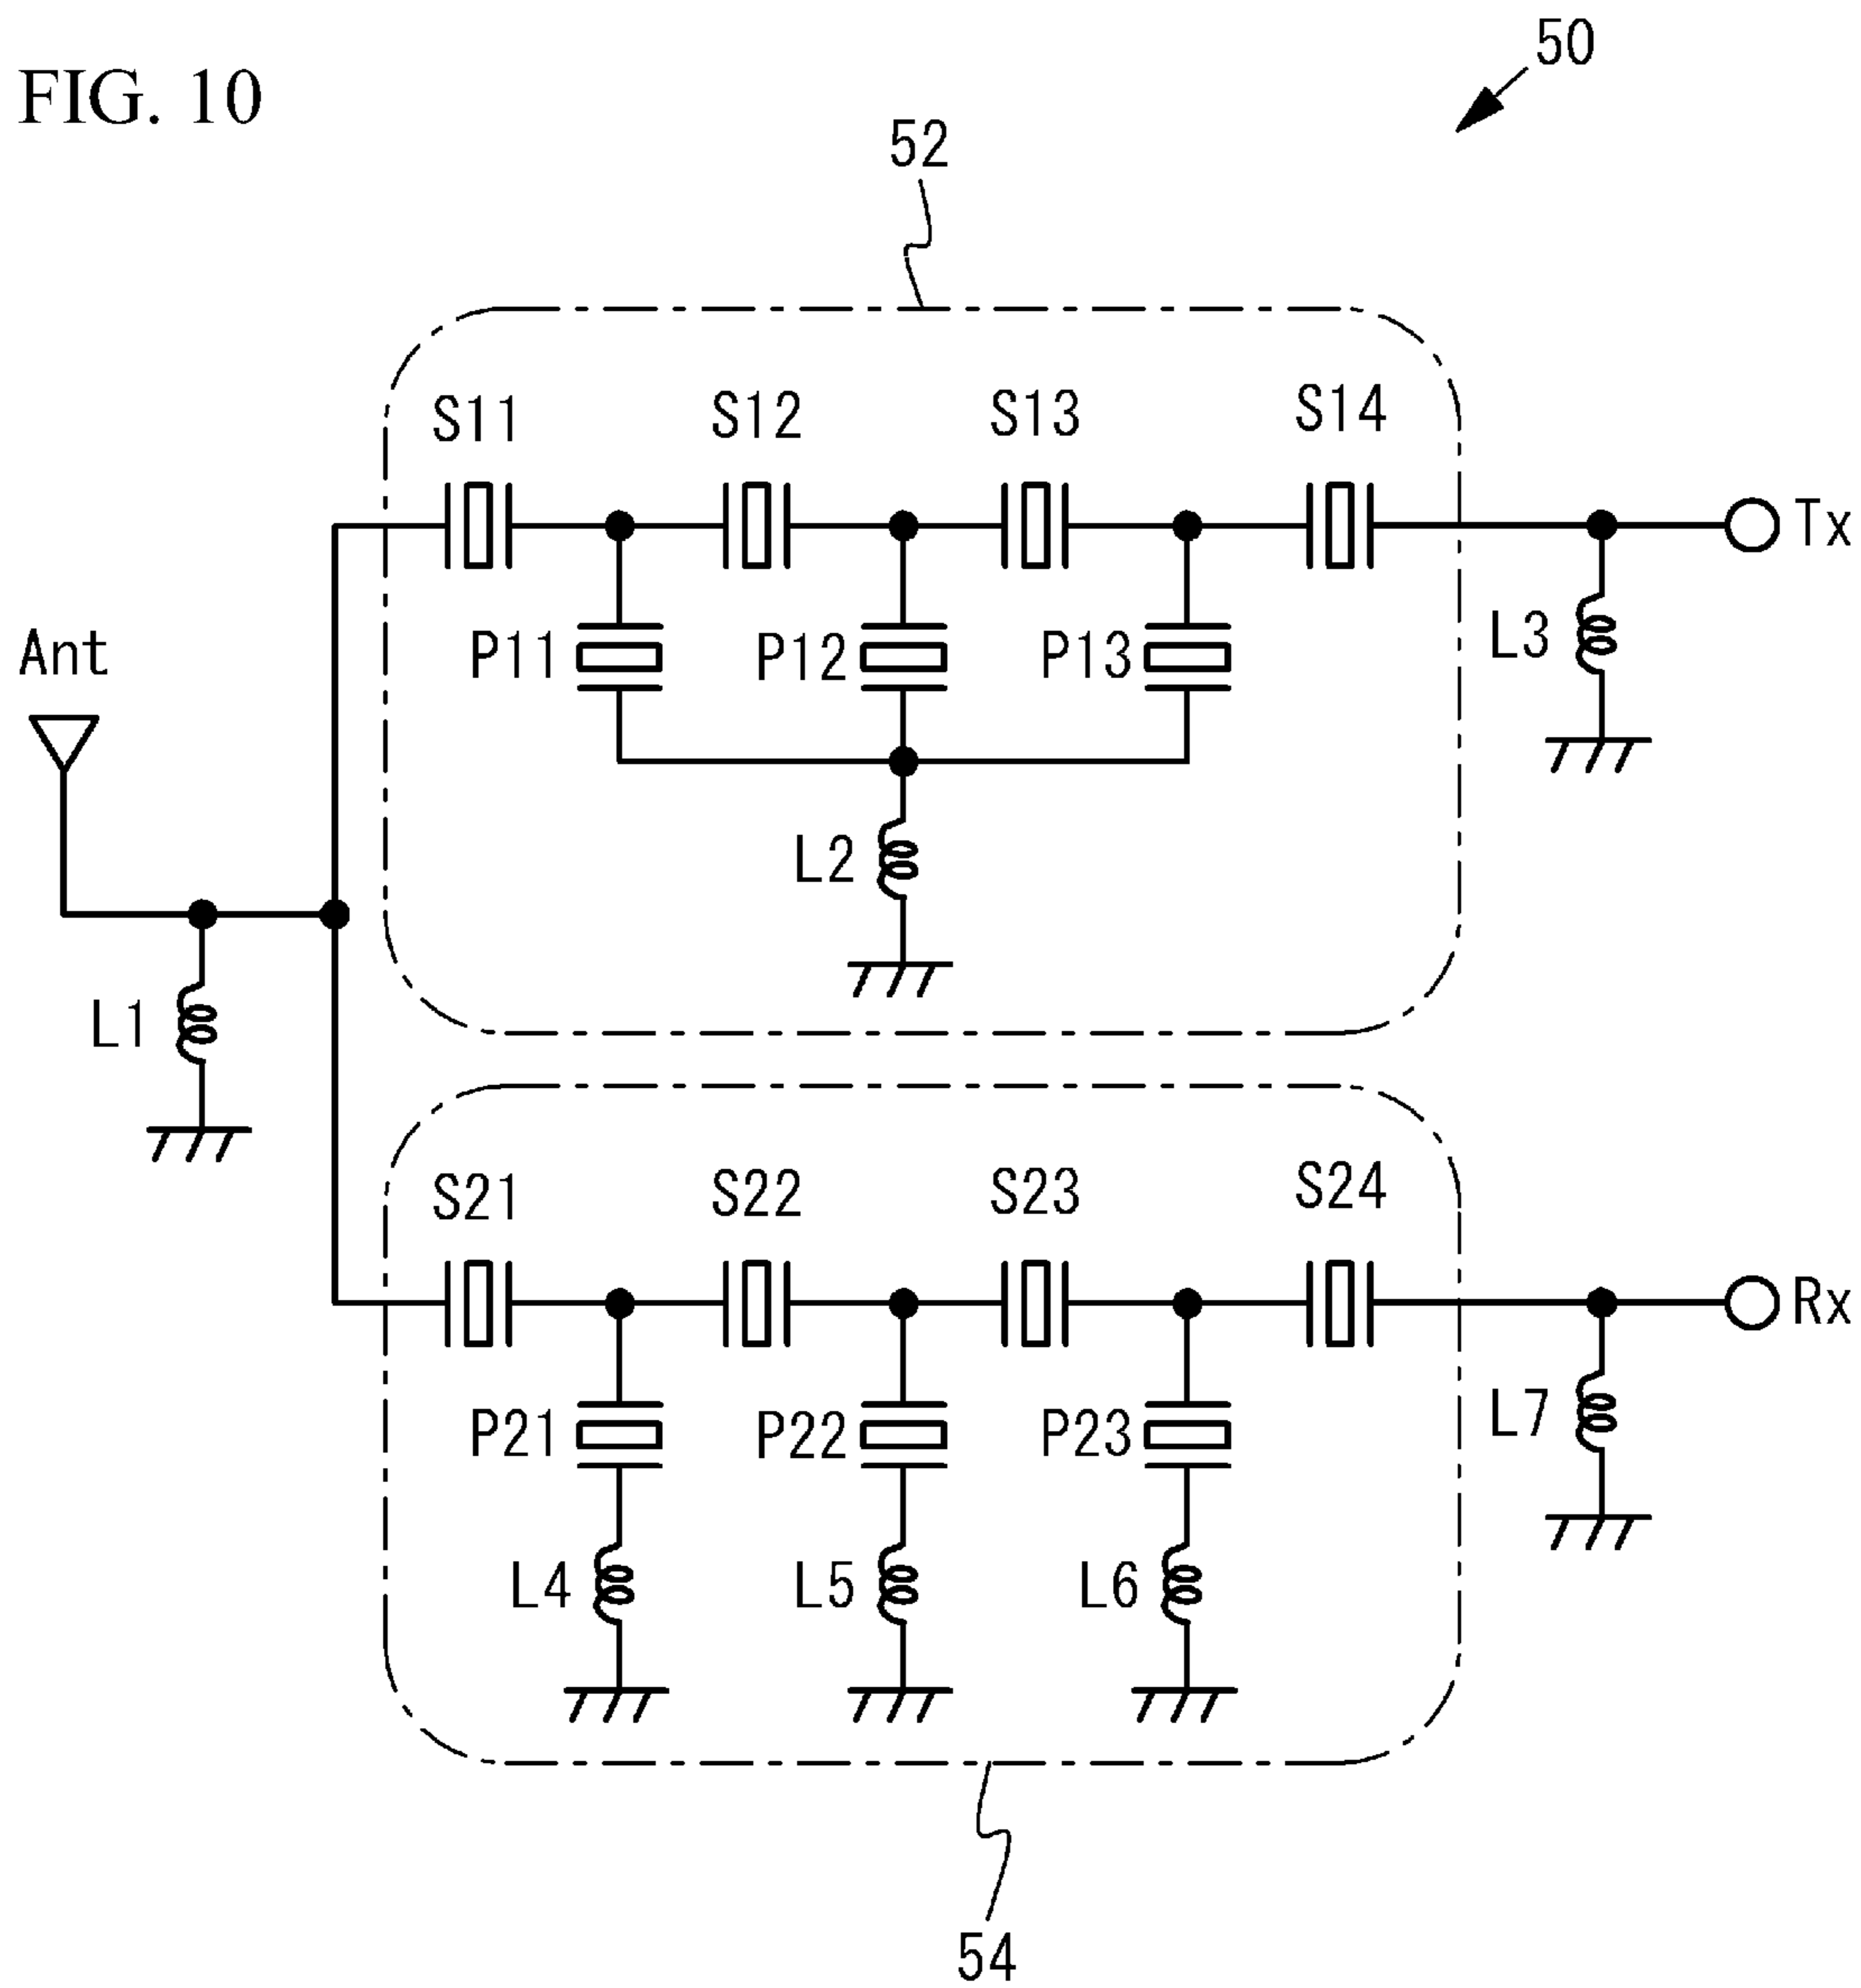 FIG. 10
50
52
S11 S12 S13 S14
Tx
P11 P12 P13 L3
Ant
L2
L1
S21 S22 S23 S24
Rx
P21 P22 P23 L7
L4 L5 L6
54